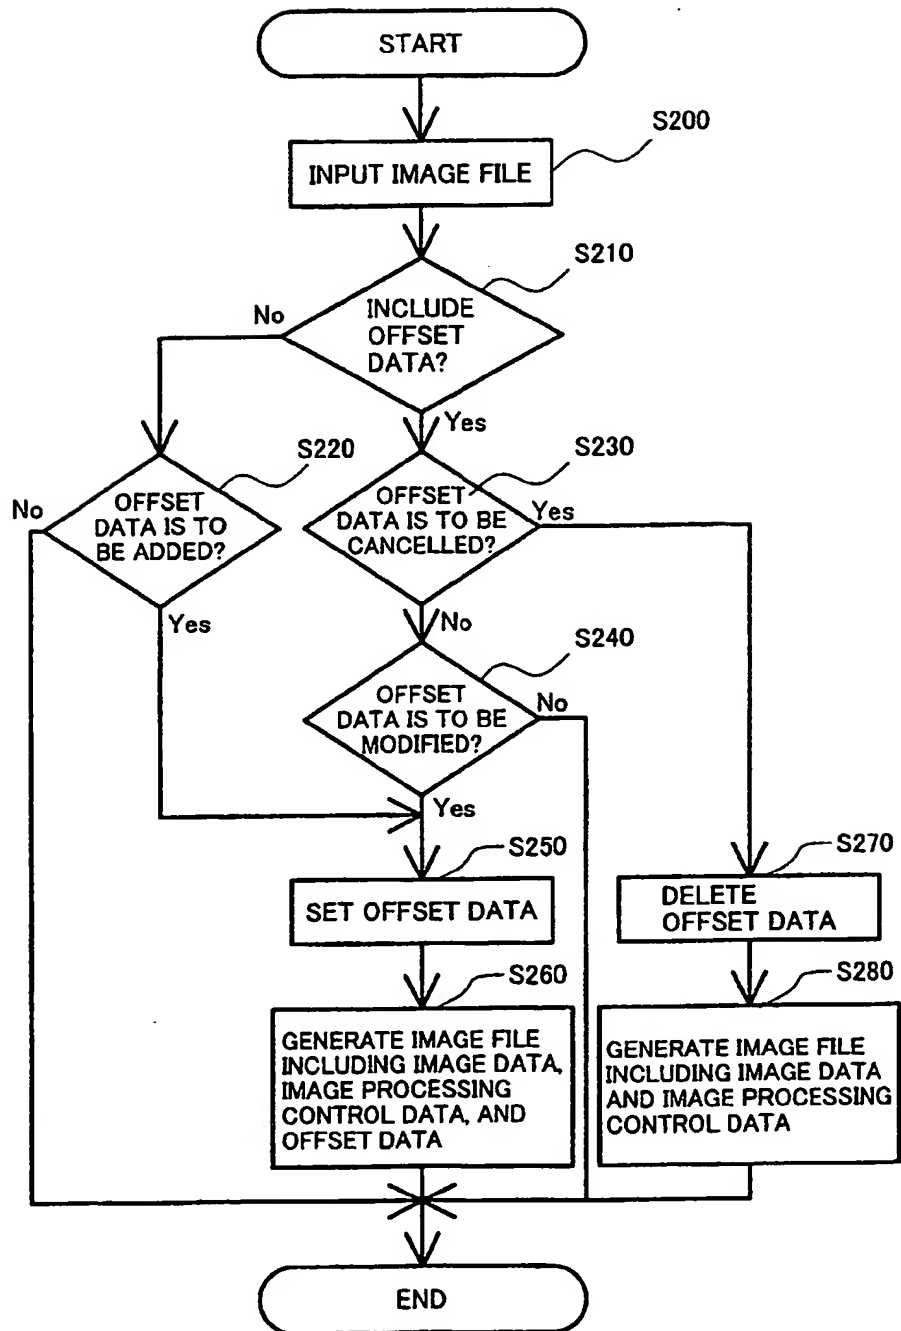 START
S200
INPUT IMAGE FILE
S210
No
INCLUDE
OFFSET
DATA?
Yes
S220
S230
No
OFFSET
DATA IS TO
BE ADDED?
OFFSET
DATA IS TO BE
CANCELLED?
Yes
Yes
No
S240
OFFSET
DATA IS TO BE
MODIFIED?
No
Yes
S250
S270
SET OFFSET DATA
DELETE
OFFSET DATA
S260
S280
GENERATE IMAGE FILE
INCLUDING IMAGE DATA,
IMAGE PROCESSING
CONTROL DATA, AND
OFFSET DATA
GENERATE IMAGE FILE
INCLUDING IMAGE DATA
AND IMAGE PROCESSING
CONTROL DATA
END